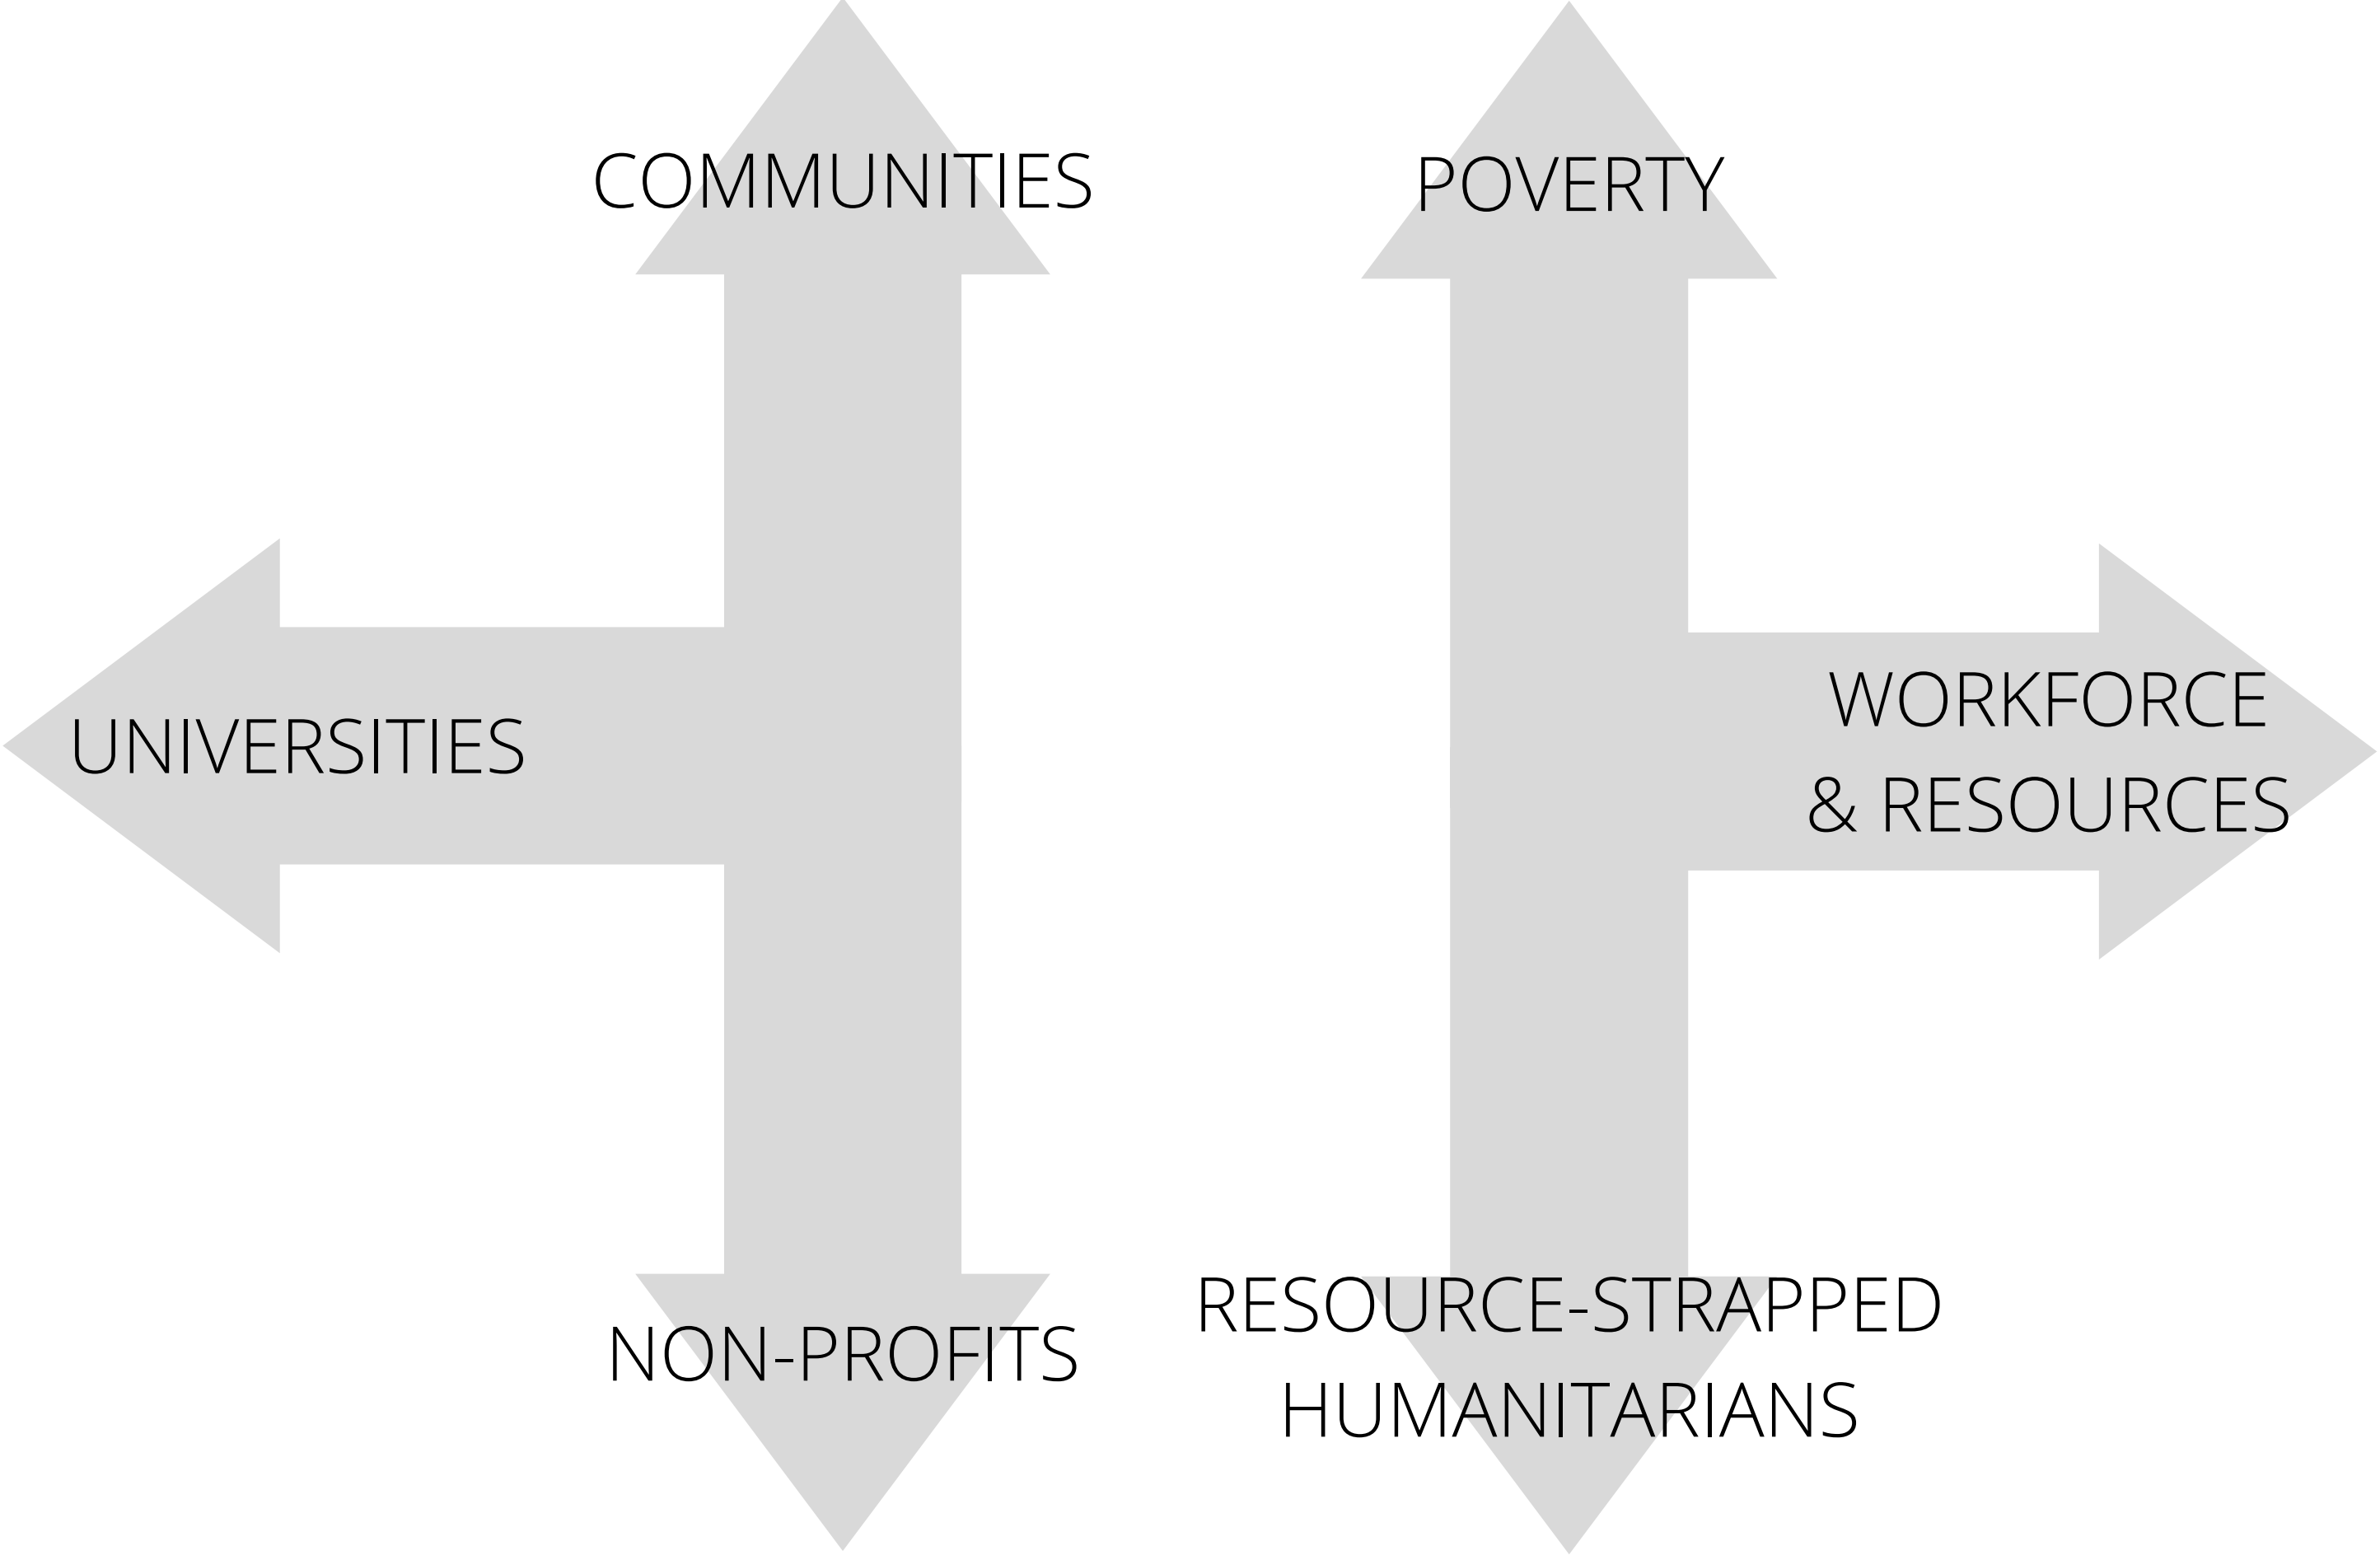 COMMUNITIES
POVERTY
UNIVERSITIES
WORKFORCE
& RESOURCES
NON-PROFITS
RESOURCE-STRAPPED
HUMANITARIANS